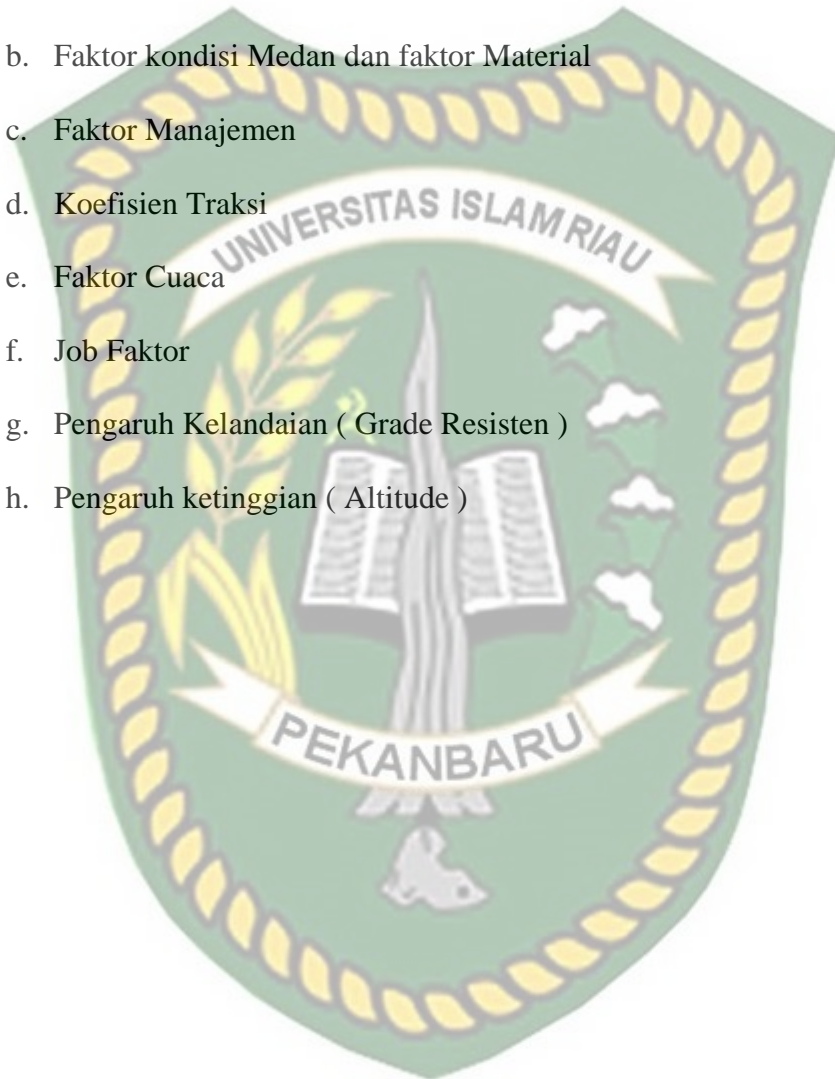 b. Faktor kondisi Medan dan faktor Material
c. Faktor Manajemen
d. Koefisien Traksi
e. Faktor Cuaca
f. Job Faktor
g. Pengaruh Kelandaian ( Grade Resisten )
h. Pengaruh ketinggian ( Altitude )
UNIVERSITAS ISLAM RIAU
PEKANBARU